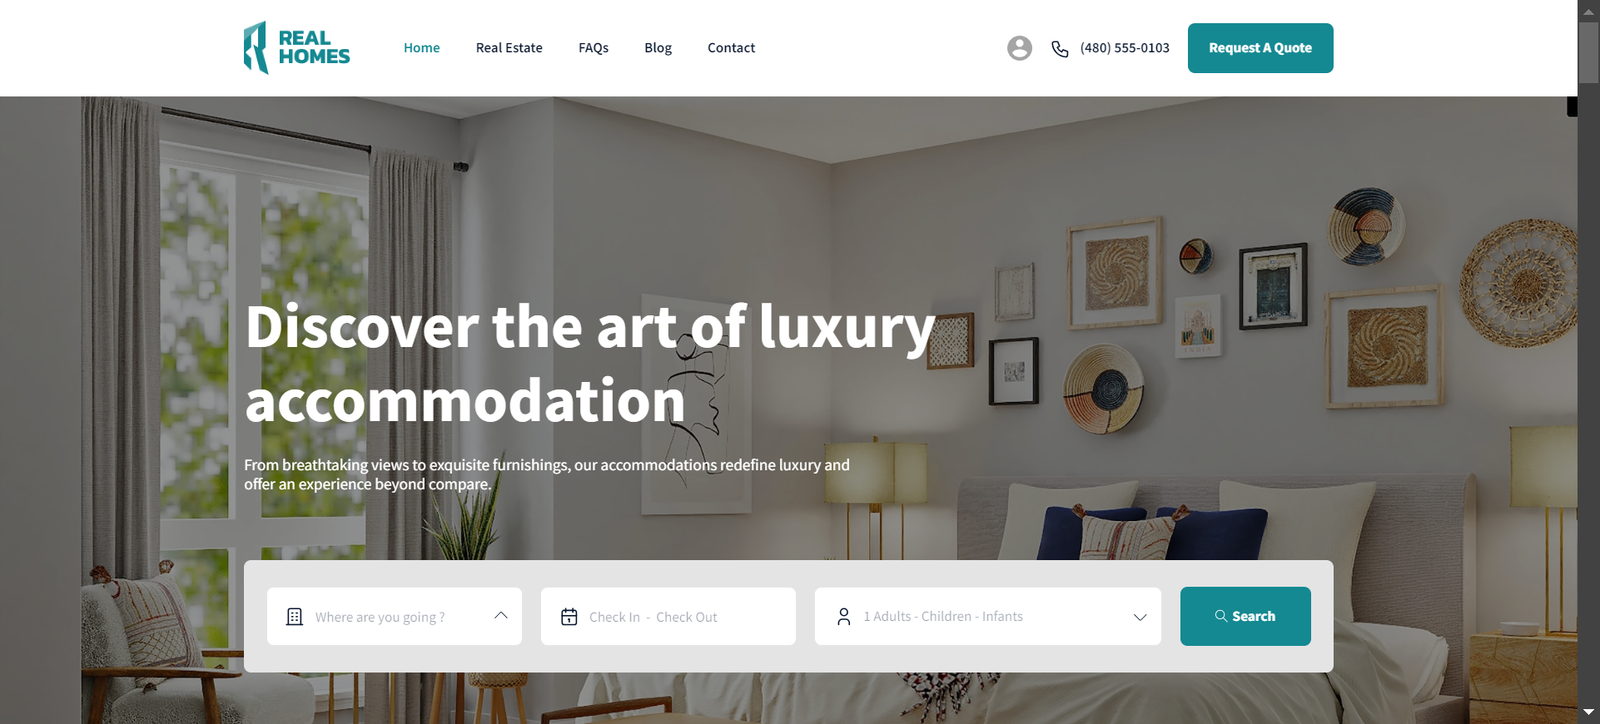 REAL
HOMES
Home
Real Estate
FAQs
Blog
Contact
(480) 555-0103
Request A Quote
Discover the art of luxury
accommodation
From breathtaking views to exquisite furnishings, our accommodations redefine luxury and
offer an experience beyond compare.
Where are you going ?
Check In - Check Out
1 Adults - Children - Infants
Search